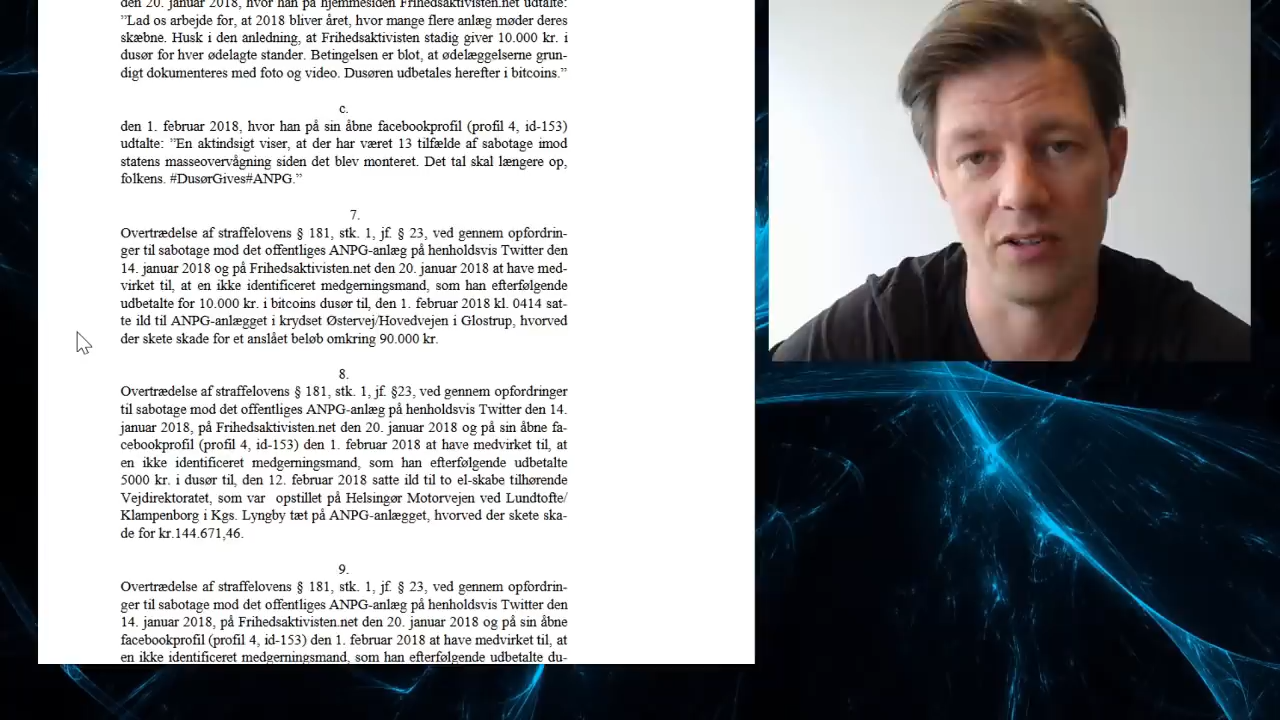 den 20. januar 2018, hvor han på hjemmesiden Frihedsaktivisten.net udtalte:
”Lad os arbejde for, at 2018 bliver året, hvor mange flere anlæg møder deres
skæbne. Husk i den anledning, at Frihedsaktivisten stadig giver 10.000 kr. i
dusør for hver ødelagte stander. Betingelsen er blot, at ødelæggelserne grun-
digt dokumenteres med foto og video. Dusøren udbetales herefter i bitcoins.”
c.
den 1. februar 2018, hvor han på sin åbne facebookprofil (profil 4, id-153)
udtalte: ”En aktindsigt viser, at der har været 13 tilfælde af sabotage imod
statens masseovervågning siden det blev monteret. Det tal skal længere op,
folkens. #DusørGives#ANPG.”
7.
Overtrædelse af straffelovens § 181, stk. 1, jf. § 23, ved gennem opfordrin-
ger til sabotage mod det offentliges ANPG-anlæg på henholdsvis Twitter den
14. januar 2018 og på Frihedsaktivisten.net den 20. januar 2018 at have med-
virket til, at en ikke identificeret medgerningsmand, som han efterfølgende
udbetalte for 10.000 kr. i bitcoins dusør til, den 1. februar 2018 kl. 0414 sat-
te ild til ANPG-anlægget i krydset Østervej/Hovedvejen i Glostrup, hvorved
der skete skade for et anslået beløb omkring 90.000 kr.
8.
Overtrædelse af straffelovens § 181, stk. 1, jf. §23, ved gennem opfordringer
til sabotage mod det offentliges ANPG-anlæg på henholdsvis Twitter den 14.
januar 2018, på Frihedsaktivisten.net den 20. januar 2018 og på sin åbne fa-
cebookprofil (profil 4, id-153) den 1. februar 2018 at have medvirket til, at
en ikke identificeret medgerningsmand, som han efterfølgende udbetalte
5000 kr. i dusør til, den 12. februar 2018 satte ild til to el-skabe tilhørende
Vejdirektoratet, som var opstillet på Helsingør Motorvejen ved Lundtofte/
Klampenborg i Kgs. Lyngby tæt på ANPG-anlægget, hvorved der skete ska-
de for kr.144.671,46.
9.
Overtrædelse af straffelovens § 181, stk. 1, jf. § 23, ved gennem opfordrin-
ger til sabotage mod det offentliges ANPG-anlæg på henholdsvis Twitter den
14. januar 2018, på Frihedsaktivisten.net den 20. januar 2018 og på sin åbne
facebookprofil (profil 4, id-153) den 1. februar 2018 at have medvirket til, at
en ikke identificeret medgerningsmand, som han efterfølgende udbetalte du-